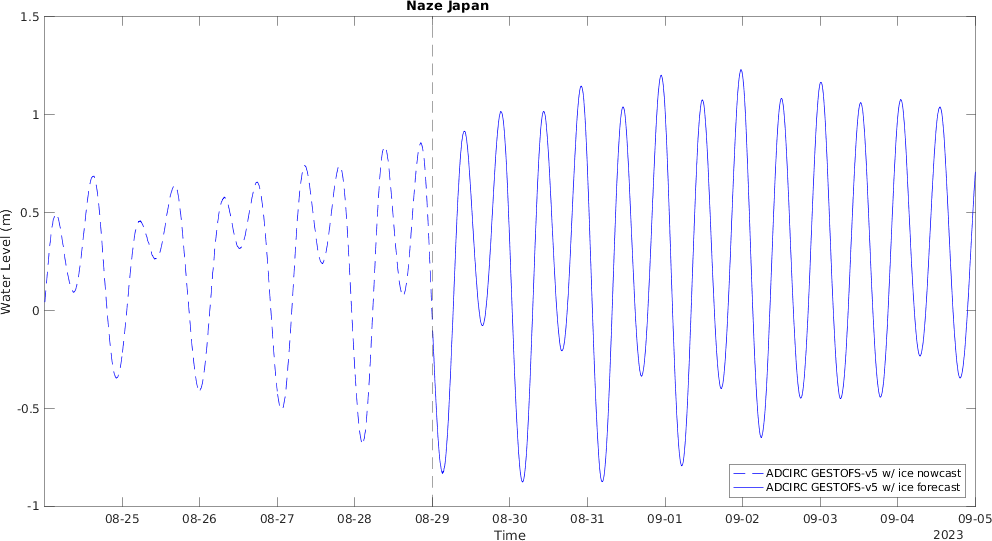 Naze Japan
1.5
1
0.5
0
-0.5
-1
Water Level (m)
08-25 08-26 08-27 08-28 08-29 08-30 08-31 09-01 09-02 09-03 09-04 09-05
Time
2023
ADCIRC GESTOFS-v5 w/ ice nowcast
ADCIRC GESTOFS-v5 w/ ice forecast